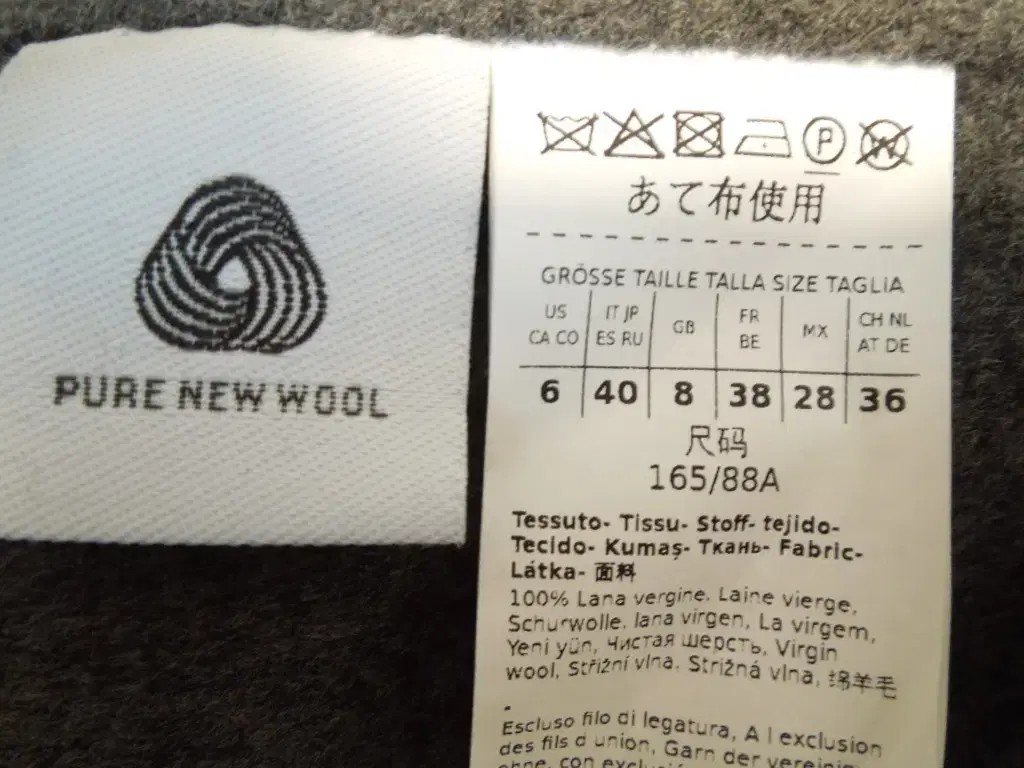 PURE NEW WOOL
P W
あて布使用
GRÖSSE TAILLE TALLA SIZE TAGLIA
US IT JP GB FR MX CH NL
CA CO ES RU BE AT DE
6 40 8 38 28 36
尺码
165/88A
Tessuto- Tissu- Stoff- tejido-
Tecido- Kumaş- Ткань- Fabric-
Látka- 面料
100% Lana vergine, Laine vierge,
Schurwolle, lana virgen, La virgem,
Yeni yün, Чистая шерсть, Virgin
wool, Střižní vlna, Strižná vlna, 绵羊毛
Escluso filo di legatura, A l exclusion
des fils d union, Garn der vereinig
ohne, con